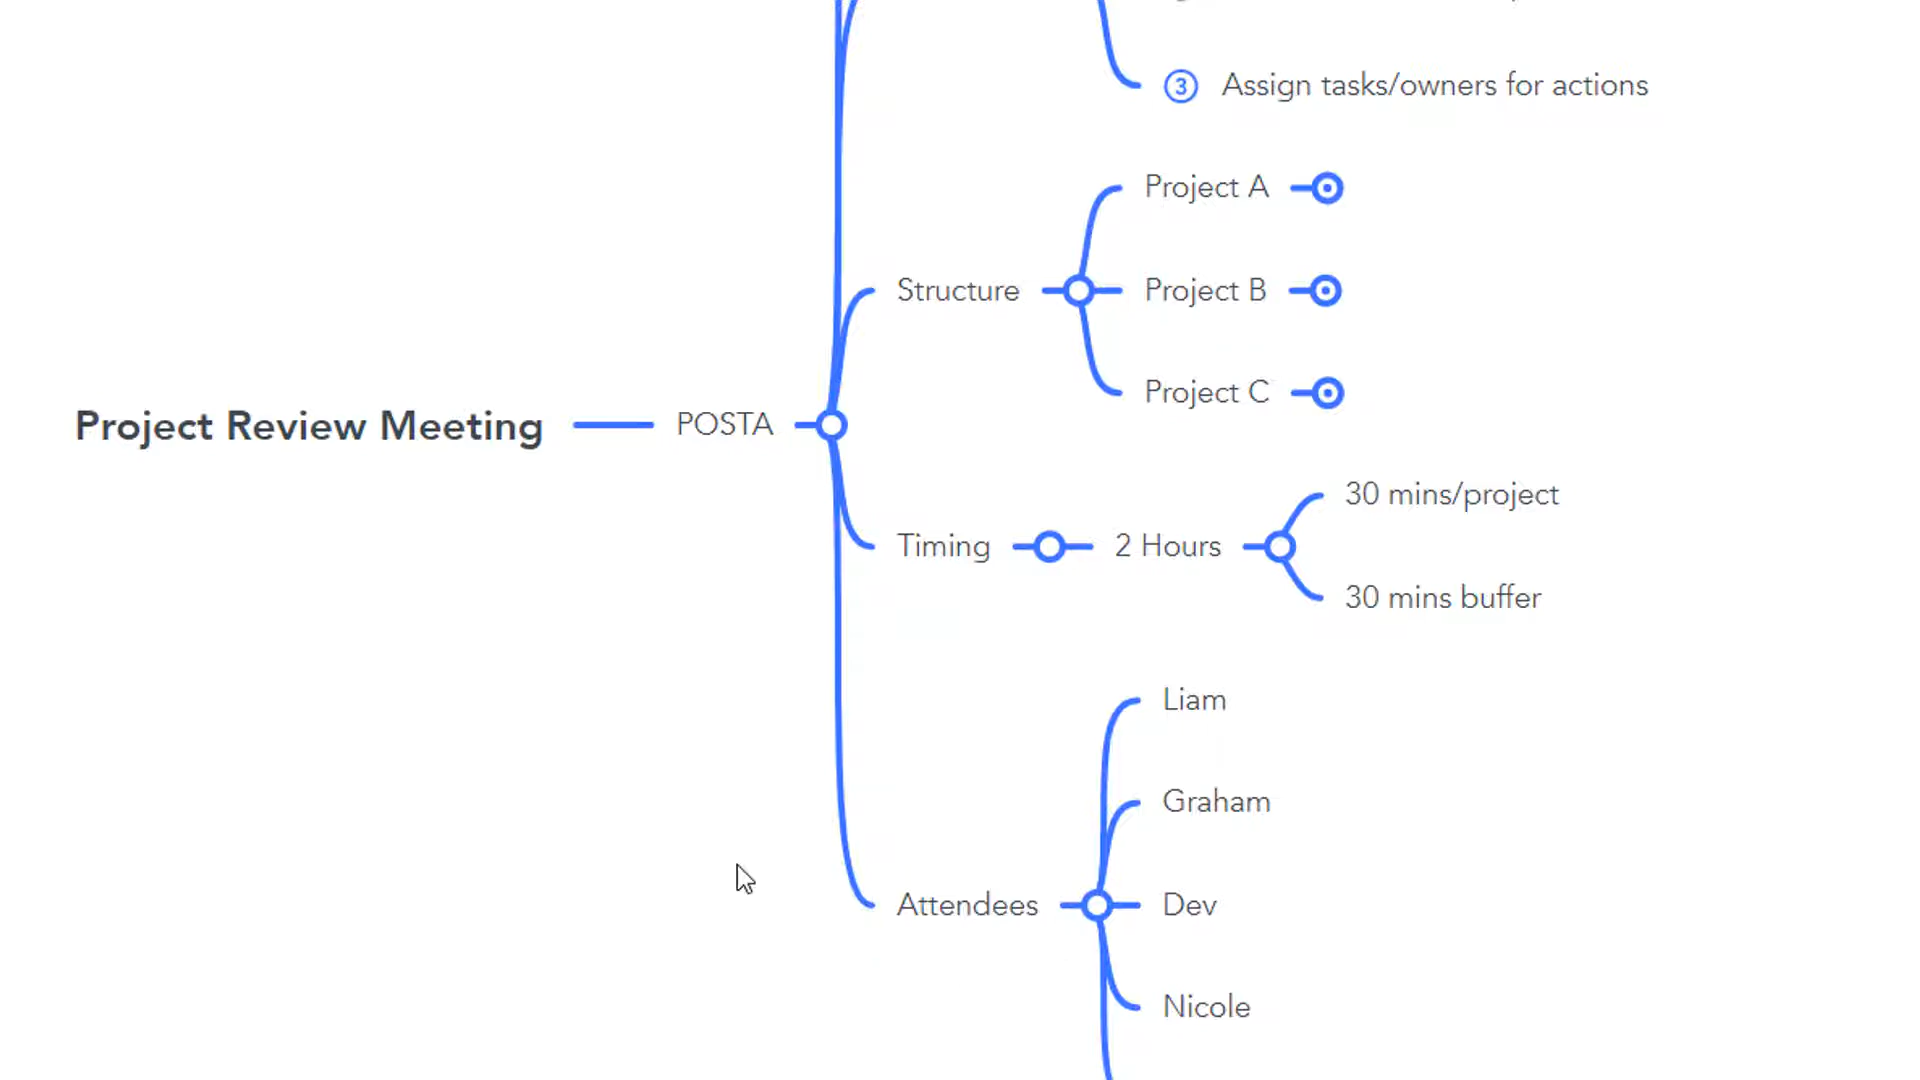 3 Assign tasks/owners for actions
Project A
Structure
Project B
Project C
Project Review Meeting
POSTA
30 mins/project
Timing
2 Hours
30 mins buffer
Liam
Graham
Attendees
Dev
Nicole